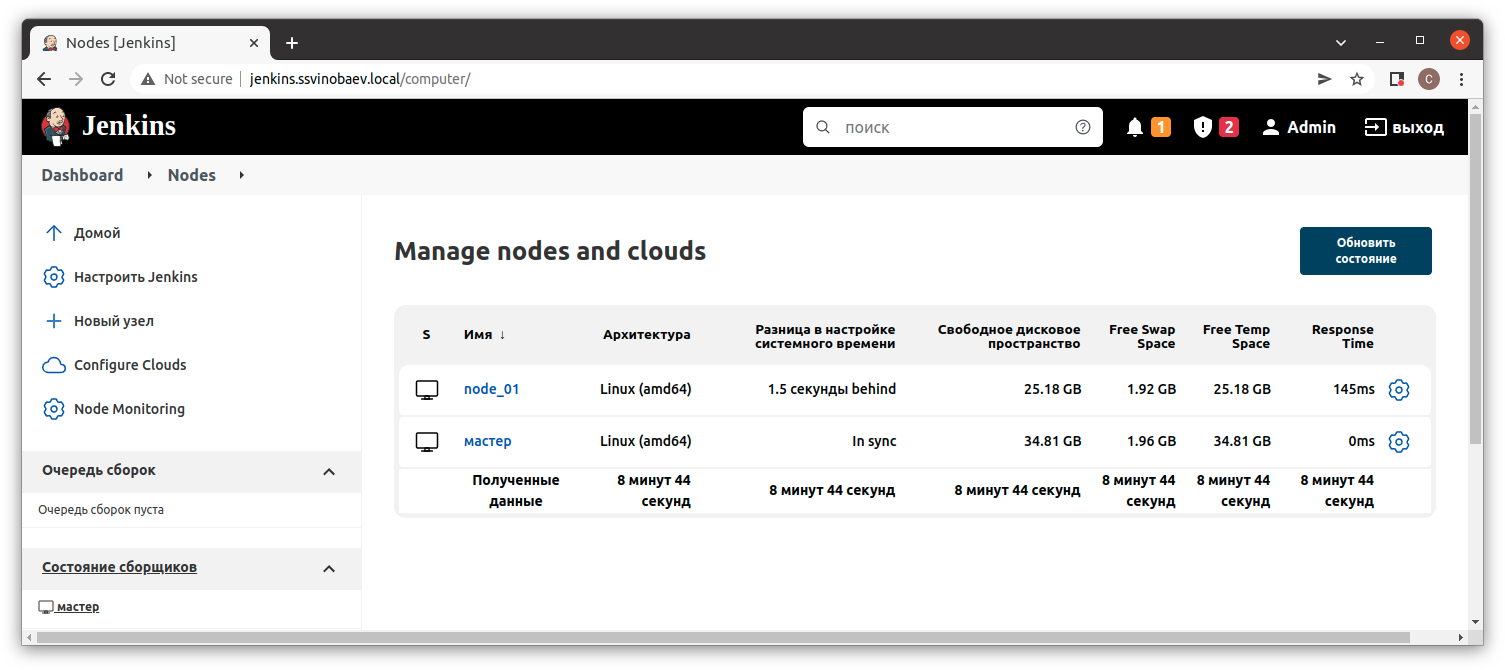 Nodes [Jenkins]
Not secure | jenkins.ssvinobaev.local/computer/
C
Jenkins
поиск
1
2
Admin
выход
Dashboard
Nodes
Домой
Настроить Jenkins
Новый узел
Configure Clouds
Node Monitoring
Очередь сборок
Очередь сборок пуста
Состояние сборщиков
мастер
Manage nodes and clouds
Обновить
состояние
S Имя ↓ Архитектура Разница в настройке системного времени Свободное дисковое пространство Free Swap Space Free Temp Space Response Time
node_01 Linux (amd64) 1.5 секунды behind 25.18 GB 1.92 GB 25.18 GB 145ms
мастер Linux (amd64) In sync 34.81 GB 1.96 GB 34.81 GB 0ms
Полученные данные 8 минут 44 секунд 8 минут 44 секунд 8 минут 44 секунд 8 минут 44 секунд 8 минут 44 секунд 8 минут 44 секунд